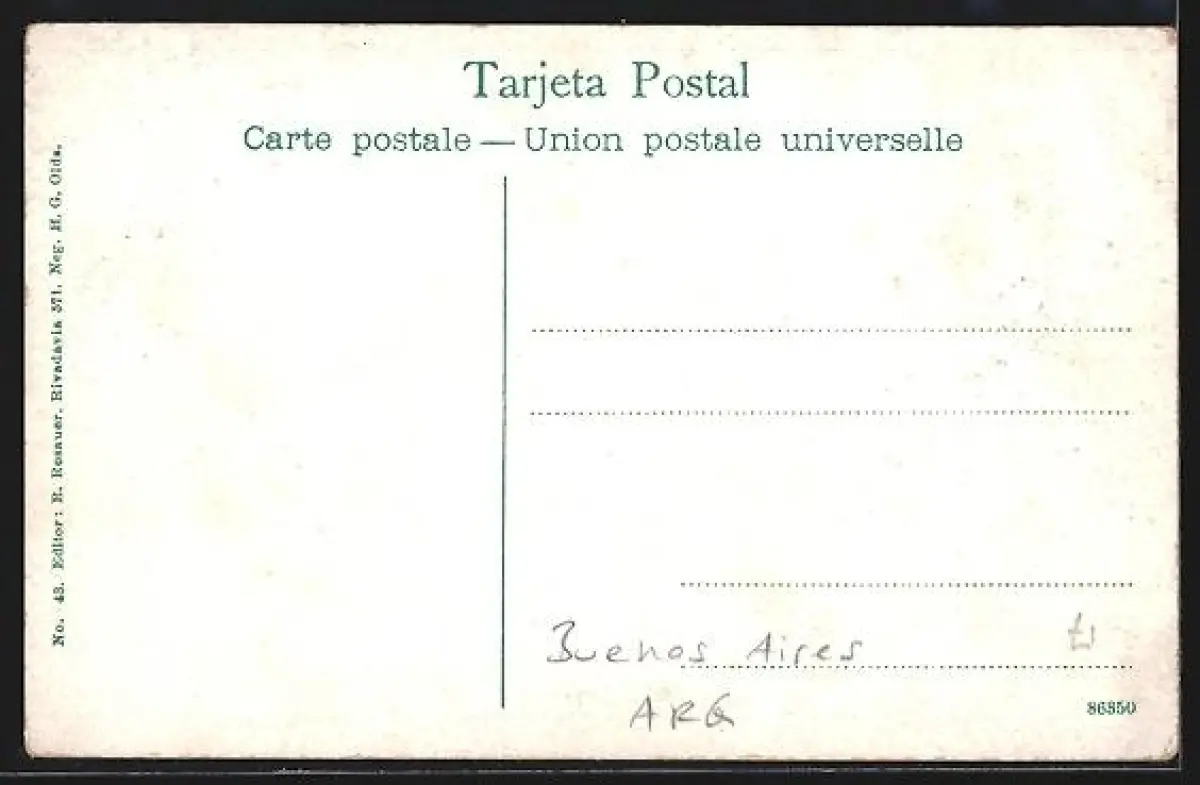 Tarjeta Postal
Carte postale — Union postale universelle
No. 43. Editor: R. Rosauer, Rivadavia 571. Neg. H. G. Olds.
Buenos Aires
ARG
86850